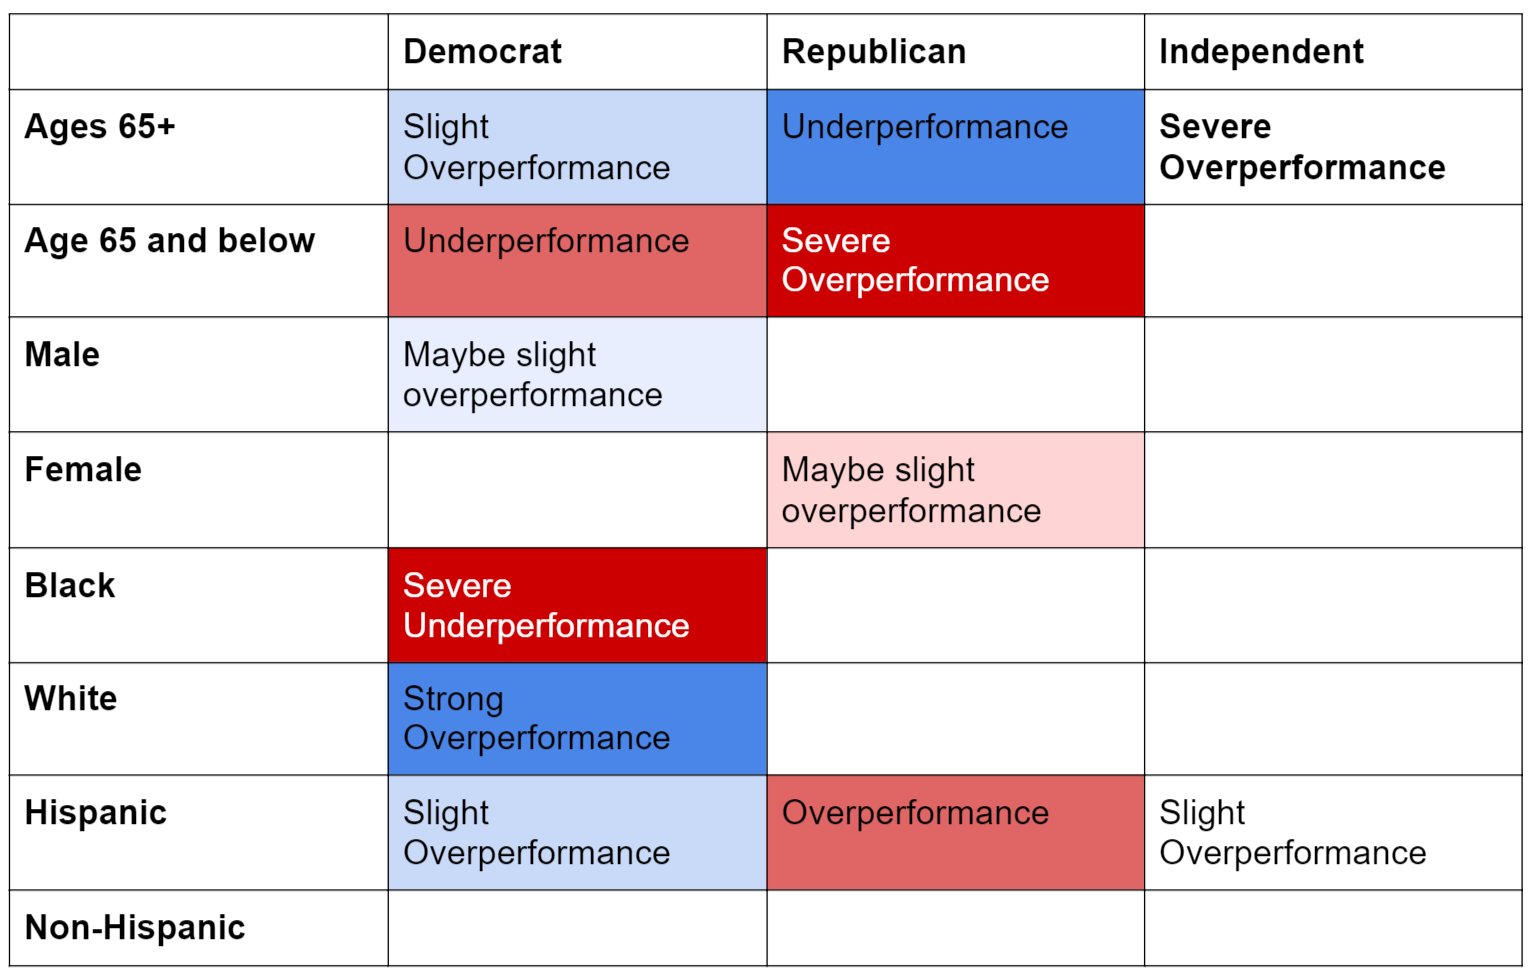 Democrat Republican Independent
Ages 65+
Slight
Overperformance
Underperformance
Severe
Overperformance
Age 65 and below
Underperformance
Severe
Overperformance
Male
Maybe slight
overperformance
Female
Maybe slight
overperformance
Black
Severe
Underperformance
White
Strong
Overperformance
Hispanic
Slight
Overperformance
Overperformance
Slight
Overperformance
Non-Hispanic